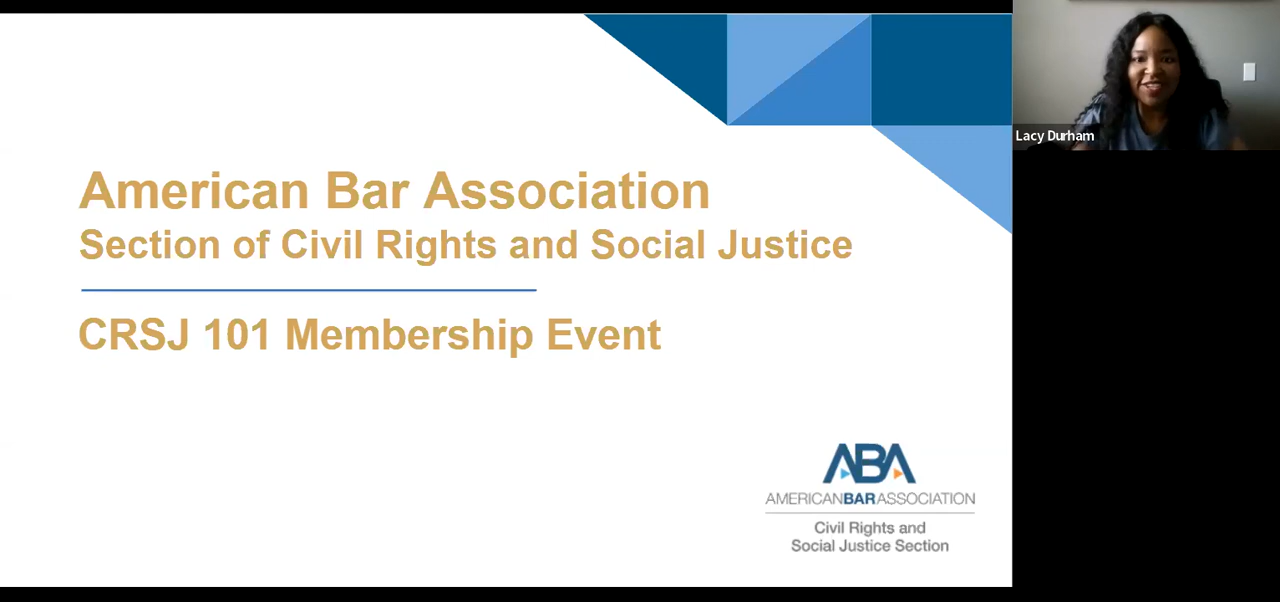 American Bar Association
Section of Civil Rights and Social Justice
CRSJ 101 Membership Event
ABA
AMERICANBARASSOCIATION
Civil Rights and
Social Justice Section
Lacy Durham